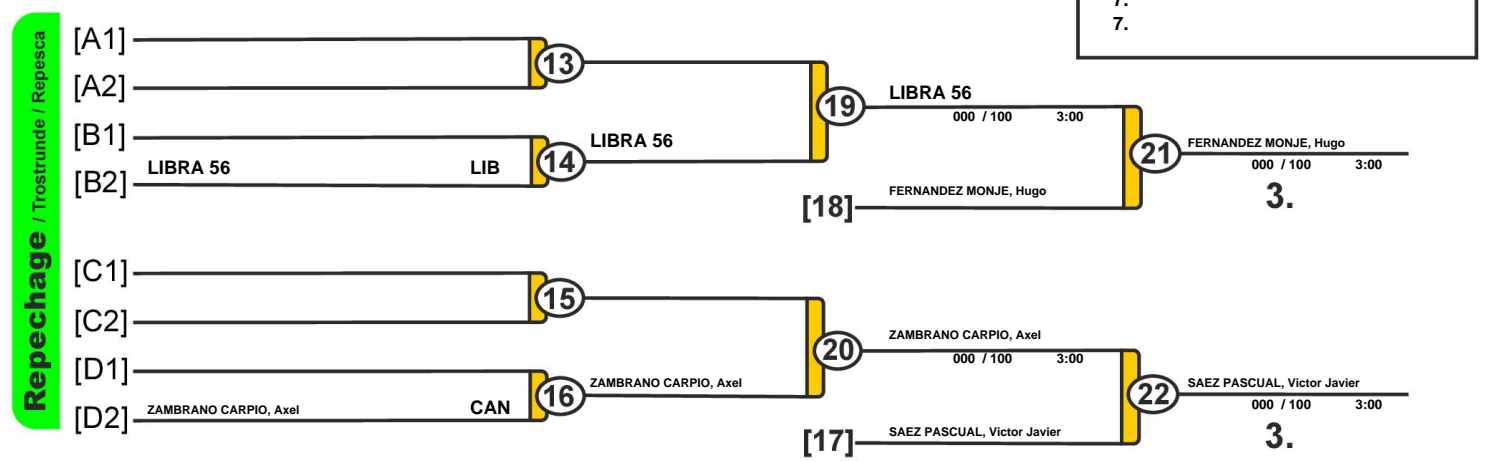 7.
7.
Repechage / Trostrunde / Repesca
[A1]
13
[A2]
19
LIBRA 56
000 / 100 3:00
[B1]
14
LIBRA 56
21
FERNANDEZ MONJE, Hugo
000 / 100 3:00
3.
LIBRA 56 LIB
[B2]
[18]
FERNANDEZ MONJE, Hugo
[C1]
15
[C2]
20
ZAMBRANO CARPIO, Axel
000 / 100 3:00
[D1]
16
ZAMBRANO CARPIO, Axel
22
SAEZ PASCUAL, Victor Javier
000 / 100 3:00
3.
[D2]
ZAMBRANO CARPIO, Axel CAN
[17]
SAEZ PASCUAL, Victor Javier